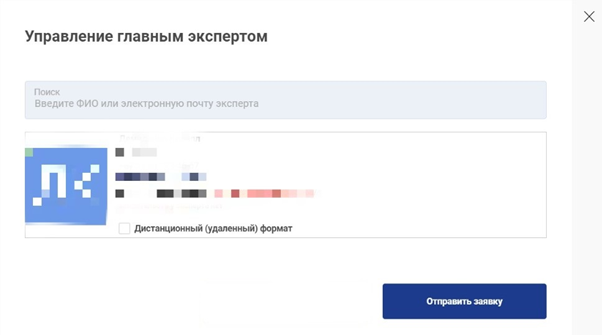 Управление главным экспертом
Поиск
Введите ФИО или электронную почту эксперта
Дистанционный (удаленный) формат
Отправить заявку